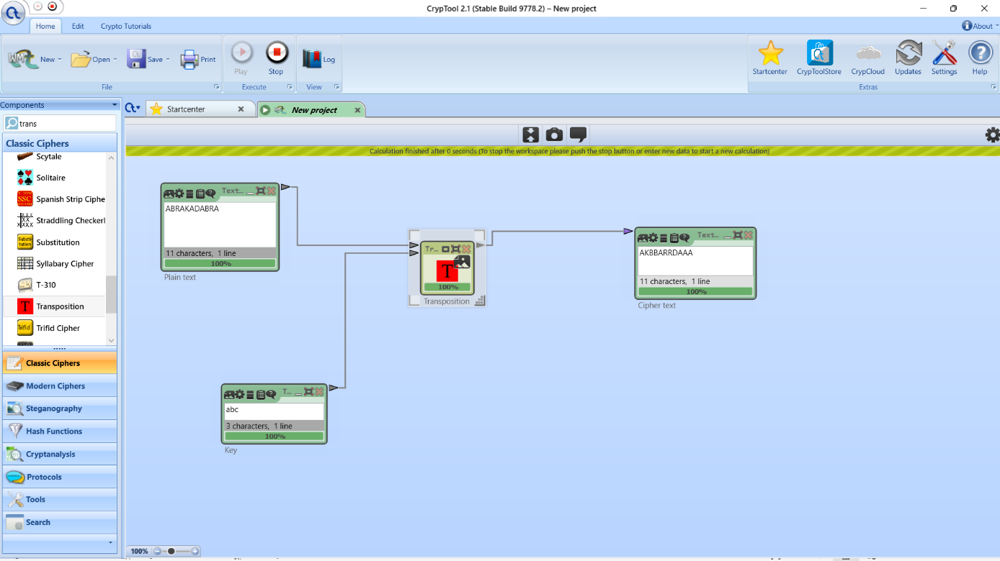 CrypTool 2.1 (Stable Build 9778.2) – New project
Home
Edit
Crypto Tutorials
About
New
Open
Save
Print
Play
Stop
Log
Startcenter
CrypToolStore
CrypCloud
Updates
Settings
Help
File
Execute
View
Extras
Components
Startcenter
New project
trans
Classic Ciphers
Calculation finished after 0 seconds (To stop the workspace please push the stop button or enter new data to start a new calculation)
Scytale
Solitaire
Spanish Strip Ciphe
Straddling Checkerl
Substitution
Syllabary Cipher
T-310
Transposition
Trifid Cipher
Text...
ABRAKADABRA
11 characters, 1 line
100%
Plain text
Tr...
T
100%
Transposition
Text...
AKBBARRDAAA
11 characters, 1 line
100%
Cipher text
T...
abc
3 characters, 1 line
100%
Key
Classic Ciphers
Modern Ciphers
Steganography
Hash Functions
Cryptanalysis
Protocols
Tools
Search
100%